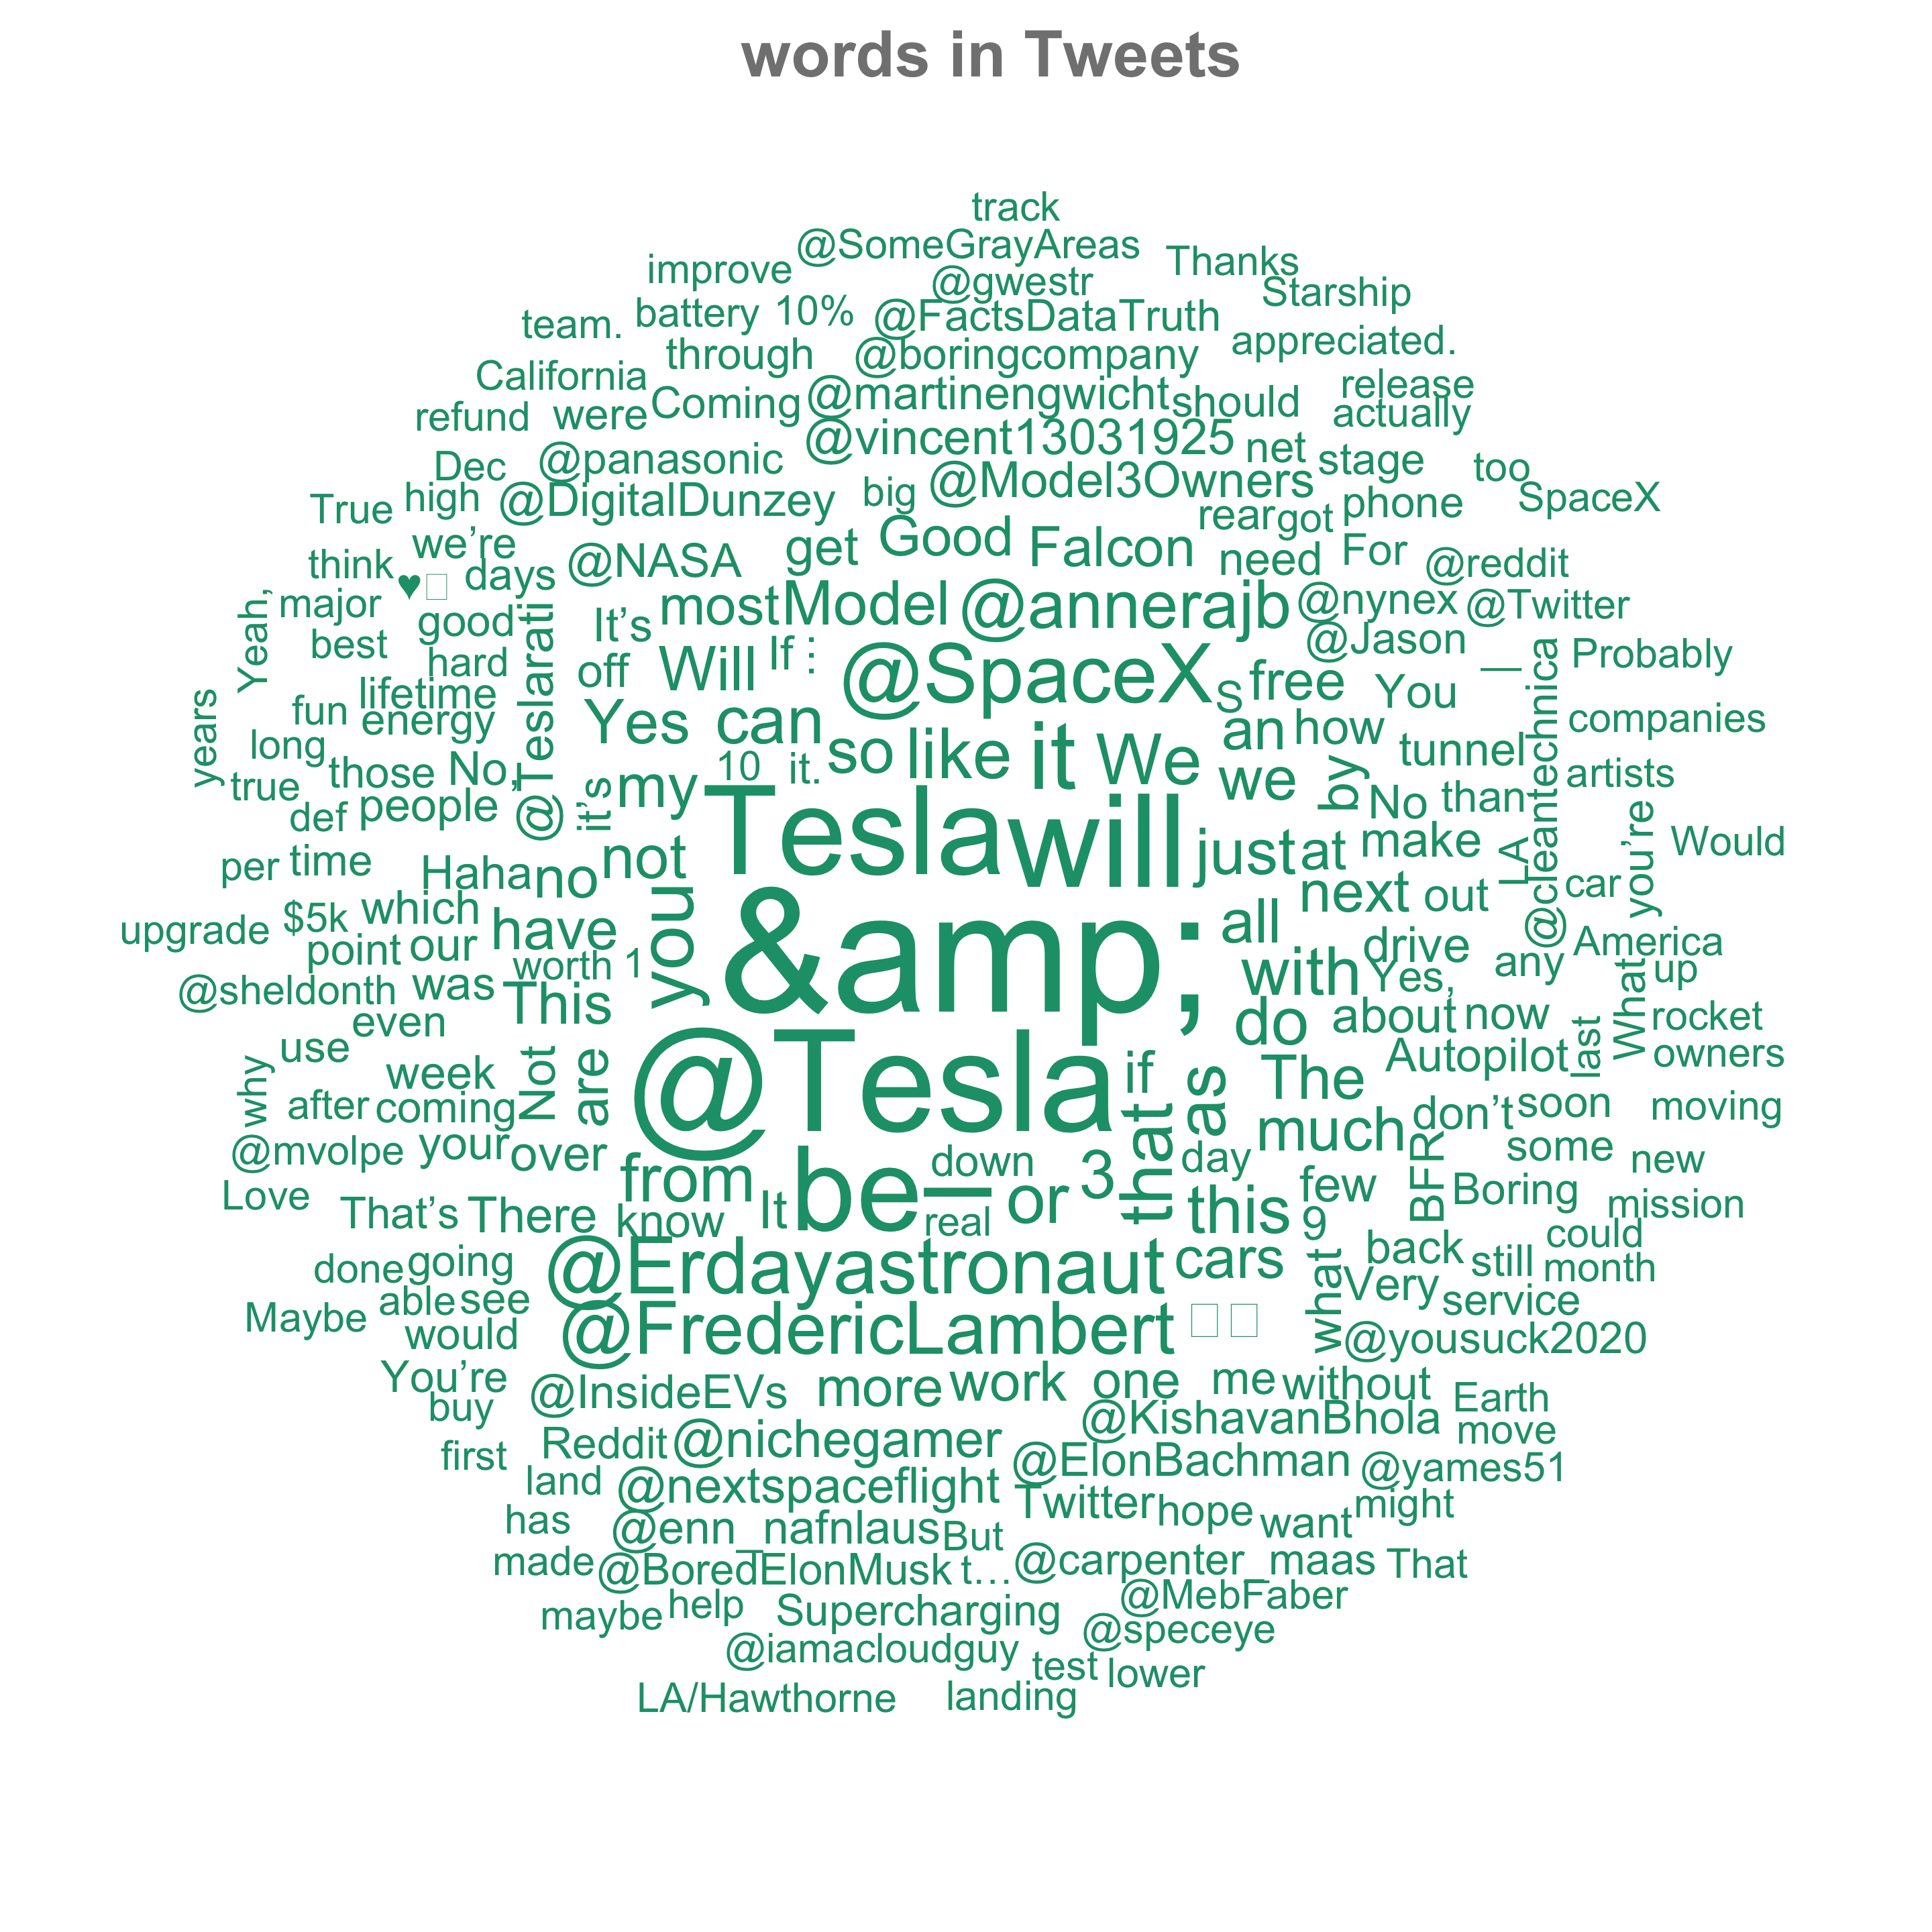 words in Tweets
track
@SomeGrayAreas
improve @gwestr Thanks
Starship
team. battery 10% @FactsDataTruth appreciated.
through @boringcompany
California Coming @martinengwicht should release
refund were actually
@vincent13031925 net stage
Dec @panasonic too
True high @DigitalDunzey big @Model3Owners rear got phone SpaceX
we're get Good Falcon need For @reddit
think ♥ days @NASA
Yeah, major good @Teslarati It's most Model @annerajb @nynex @Twitter
best hard off Will If : @SpaceX @Jason — Probably
years fun lifetime energy Yes can S free You @cleantechnica companies
long those No, 10 it. so like it We an how tunnel artists
true def people it's my Tesla will we by No than you're Would
per time Haha no not just at make LA car
upgrade $5k which have you &amp; all next out America
point our worth 1 with drive Yes, any What up
@sheldonth was This do about now last rocket
even
why use week Not are @Tesla if as The Autopilot owners
after coming that much don't soon moving
@mvolpe your over from be — down or 3 day few BFR some new
Love That's There know It real this 9 Boring mission
done going @Erdayastronaut cars what back still could month
Maybe able see @FredericLambert Very service
would @yousuck2020
You're @InsideEVs more work one me without Earth
buy @KishavanBhola move
first Reddit @nichegamer @ElonBachman @yames51
land @nextspaceflight Twitter hope want might
has @enn_nafnlaus But
made @BoredElonMusk t… @carpenter_maas That
maybe help Supercharging @MebFaber
@iamacloudguy @speceye
test lower
LA/Hawthorne landing